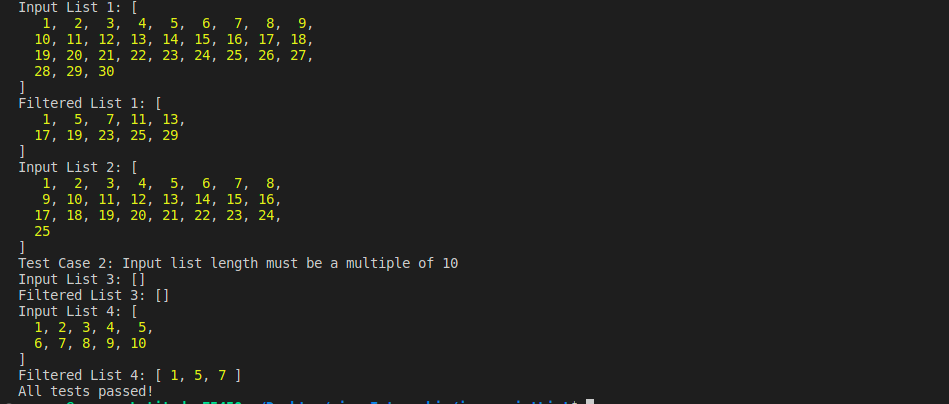 Input List 1: [
   1,  2,  3,  4,  5,  6,  7,  8,  9,
  10, 11, 12, 13, 14, 15, 16, 17, 18,
  19, 20, 21, 22, 23, 24, 25, 26, 27,
  28, 29, 30
]
Filtered List 1: [
   1,  5,  7, 11, 13,
  17, 19, 23, 25, 29
]
Input List 2: [
   1,  2,  3,  4,  5,  6,  7,  8,
   9, 10, 11, 12, 13, 14, 15, 16,
  17, 18, 19, 20, 21, 22, 23, 24,
  25
]
Test Case 2: Input list length must be a multiple of 10
Input List 3: []
Filtered List 3: []
Input List 4: [
  1, 2, 3, 4,  5,
  6, 7, 8, 9, 10
]
Filtered List 4: [ 1, 5, 7 ]
All tests passed!